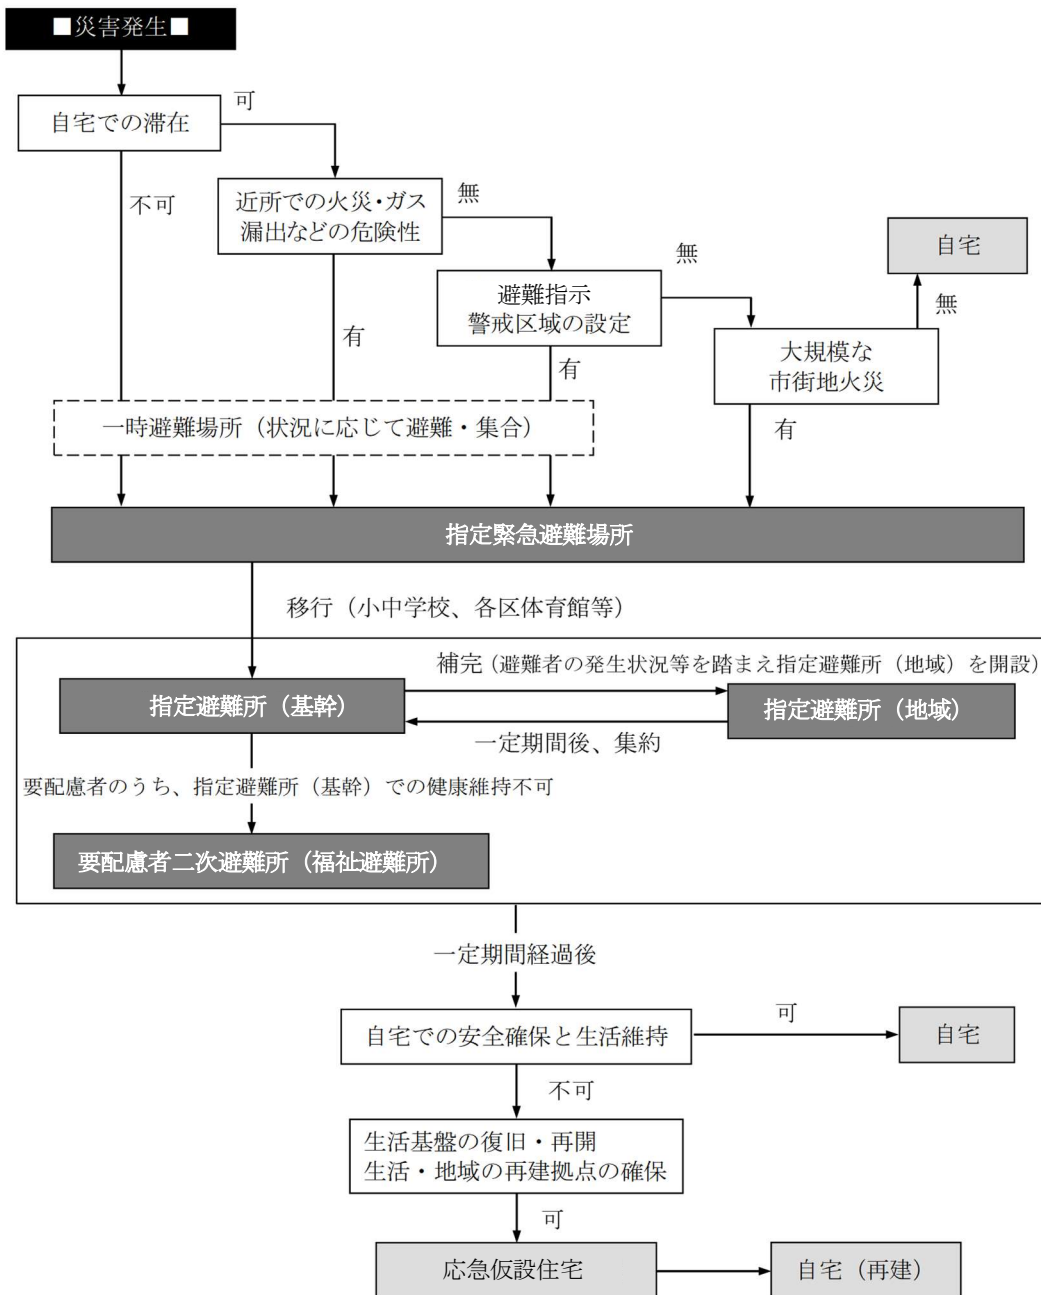 ■災害発生■
自宅での滞在
可
不可
近所での火災・ガス
漏出などの危険性
無
有
避難指示
警戒区域の設定
無
有
自宅
無
大規模な
市街地火災
有
一時避難場所（状況に応じて避難・集合）
指定緊急避難場所
移行（小中学校、各区体育館等）
補完（避難者の発生状況等を踏まえ指定避難所（地域）を開設）
指定避難所（基幹）
指定避難所（地域）
一定期間後、集約
要配慮者のうち、指定避難所（基幹）での健康維持不可
要配慮者二次避難所（福祉避難所）
一定期間経過後
自宅での安全確保と生活維持
可
自宅
不可
生活基盤の復旧・再開
生活・地域の再建拠点の確保
可
応急仮設住宅
自宅（再建）